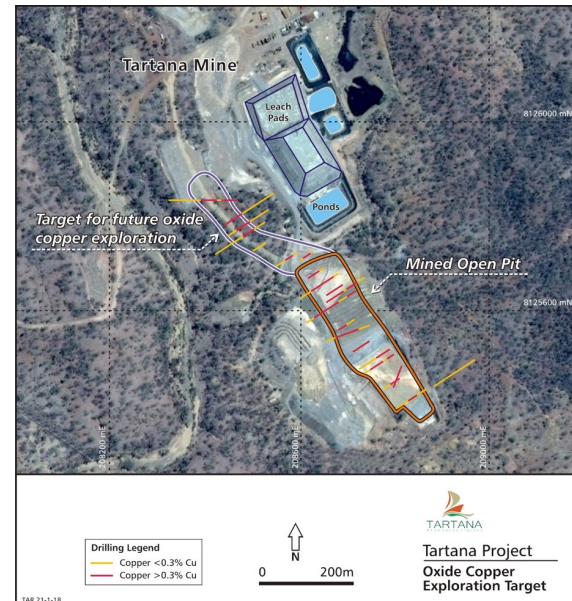 Tartana Mine
Leach
Pads
8126000 mN
Ponds
Target for future oxide
copper exploration
Mined Open Pit
8125600 mN
208200 mE
208600 mE
209000 mE
TARTANA
Drilling Legend
Copper <0.3% Cu
Copper >0.3% Cu
N
0 200m
Tartana Project
Oxide Copper
Exploration Target
TAR 21-1-18